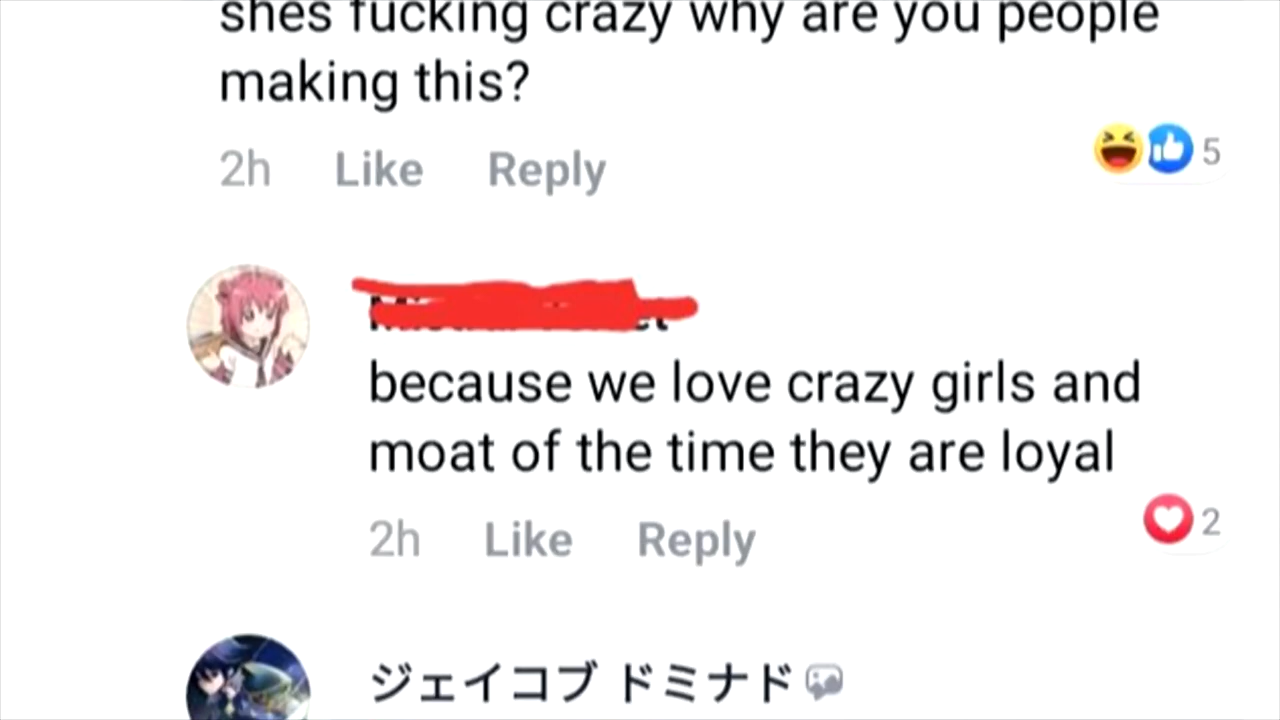 shes fucking crazy why are you people
making this?
2h Like Reply 5
because we love crazy girls and
moat of the time they are loyal
2h Like Reply 2
ジェイコブ ドミナド